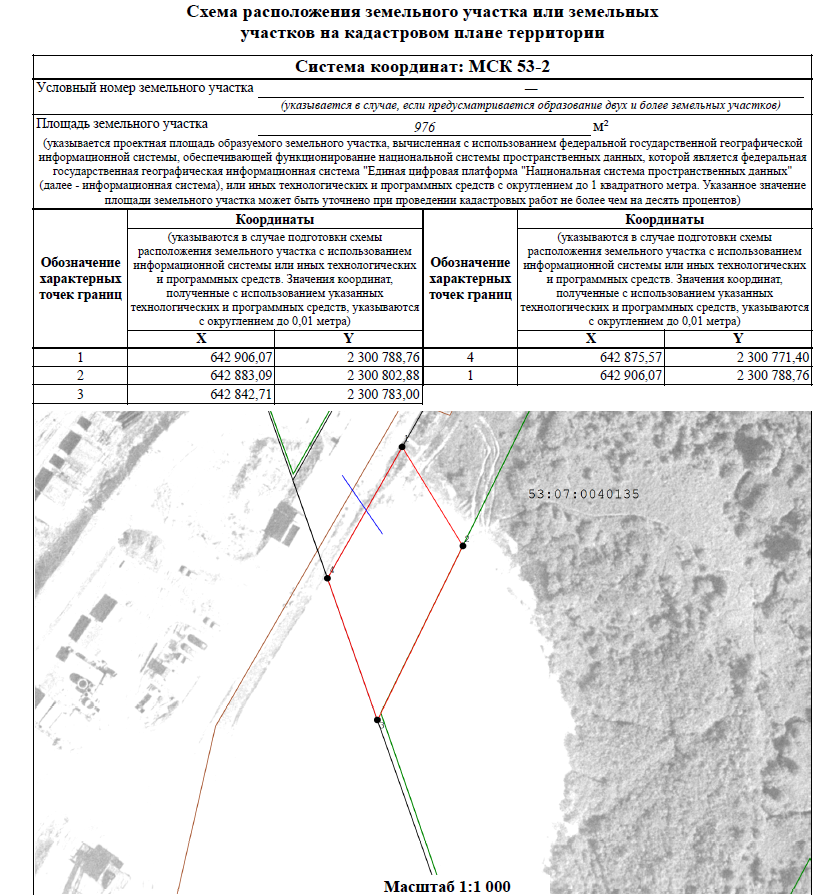 Схема расположения земельного участка или земельных
участков на кадастровом плане территории
Система координат: МСК 53-2
Условный номер земельного участка —
(указывается в случае, если предусматривается образование двух и более земельных участков)
Площадь земельного участка 976 м²
(указывается проектная площадь образуемого земельного участка, вычисленная с использованием федеральной государственной географической
информационной системы, обеспечивающей функционирование национальной системы пространственных данных, которой является федеральная
государственная географическая информационная система "Единая цифровая платформа "Национальная система пространственных данных"
(далее - информационная система), или иных технологических и программных средств с округлением до 1 квадратного метра. Указанное значение
площади земельного участка может быть уточнено при проведении кадастровых работ не более чем на десять процентов)
Обозначение
характерных
точек границ
Координаты
(указываются в случае подготовки схемы
расположения земельного участка с использованием
информационной системы или иных технологических
и программных средств. Значения координат,
полученные с использованием указанных
технологических и программных средств, указываются
с округлением до 0,01 метра)
X Y
Обозначение
характерных
точек границ
Координаты
(указываются в случае подготовки схемы
расположения земельного участка с использованием
информационной системы или иных технологических
и программных средств. Значения координат,
полученные с использованием указанных
технологических и программных средств, указываются
с округлением до 0,01 метра)
X Y
1 642 906,07 2 300 788,76 4 642 875,57 2 300 771,40
2 642 883,09 2 300 802,88 1 642 906,07 2 300 788,76
3 642 842,71 2 300 783,00
1
53:07:0040135
2
4
3
Масштаб 1:1 000